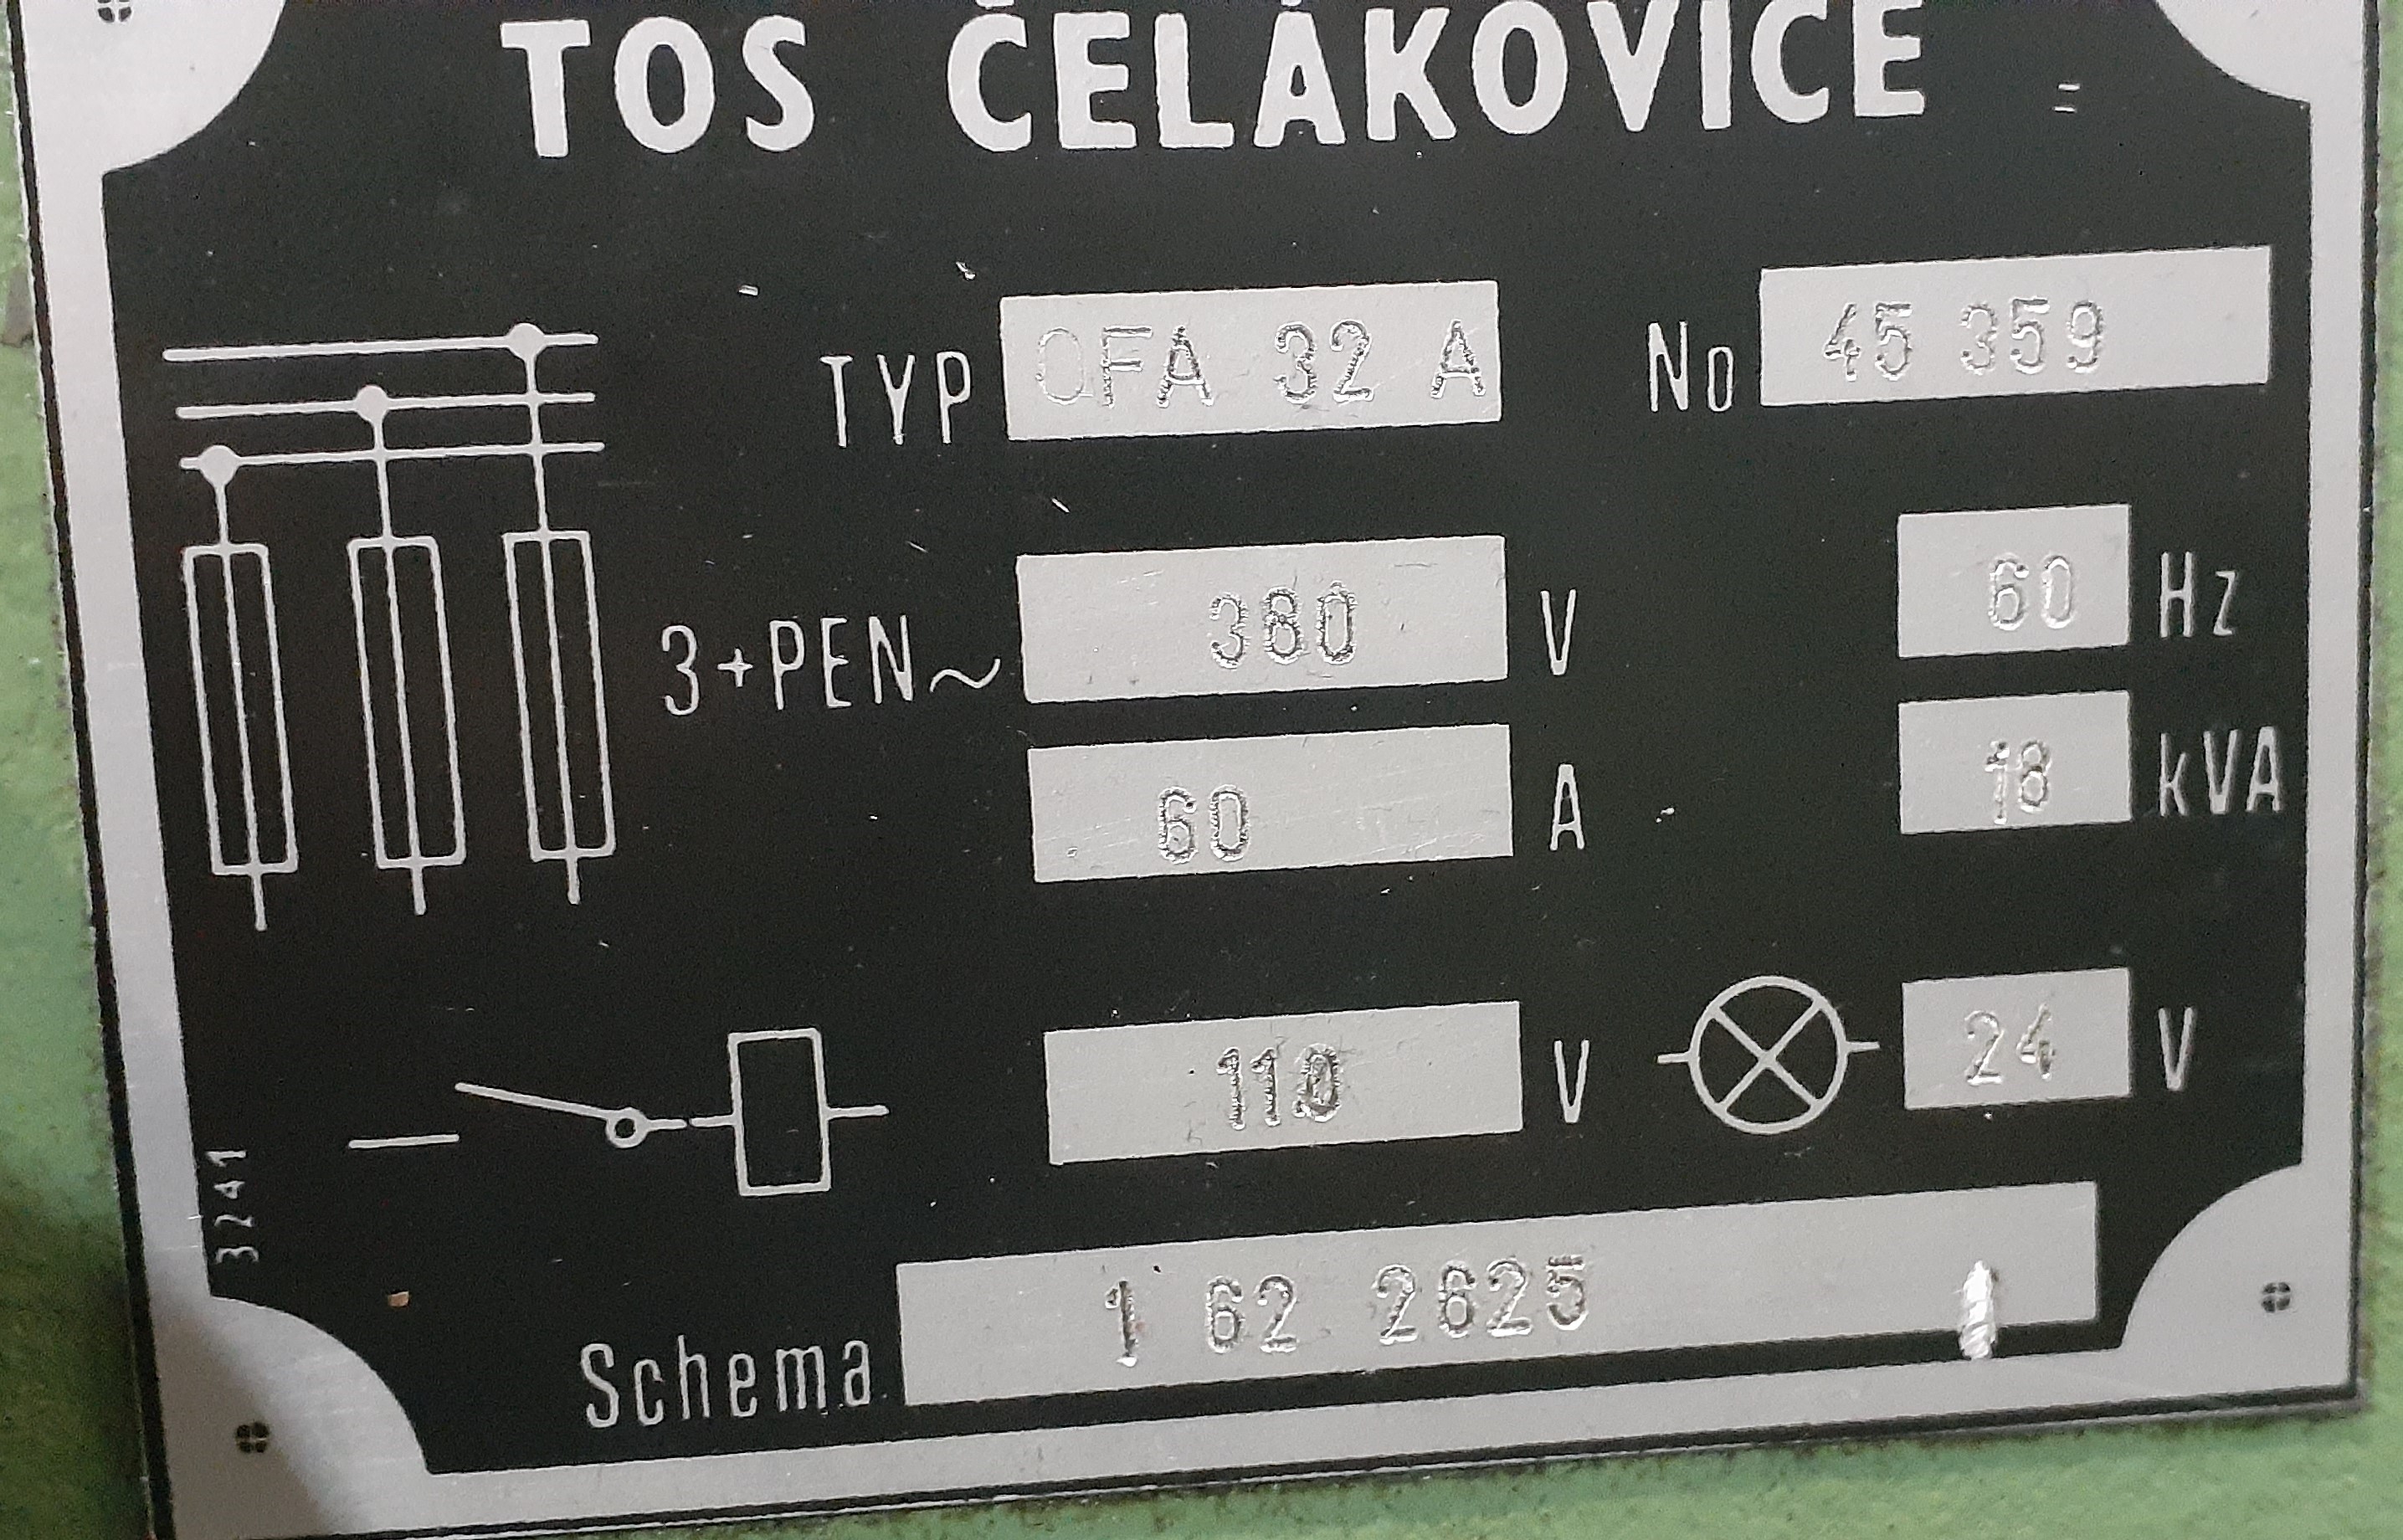 TOS ČELÁKOVICE
TYP OFA 32 A No 45 359
3+PEN~ 380 V 60 Hz
60 A 18 kVA
110 V 24 V
Schema 1 62 2625
3241